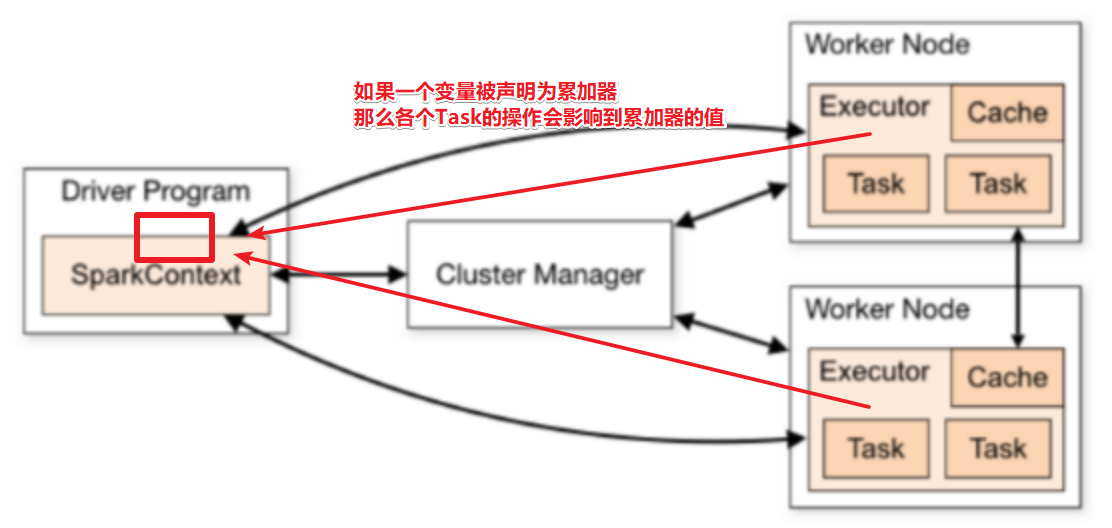 Worker Node
如果一个变量被声明为累加器
那么各个Task的操作会影响到累加器的值
Executor
Cache
Task
Task
Driver Program
SparkContext
Cluster Manager
Worker Node
Executor
Cache
Task
Task